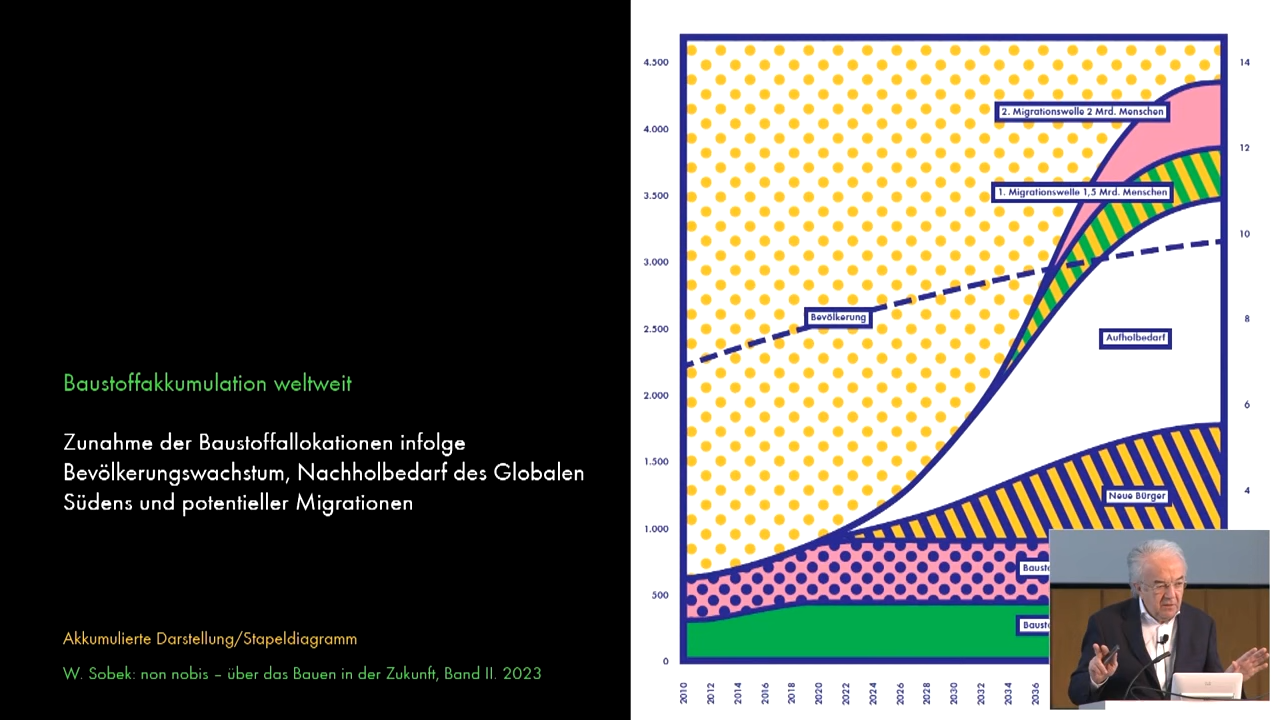 Baustoffakkumulation weltweit
Zunahme der Baustoffallokationen infolge
Bevölkerungswachstum, Nachholbedarf des Globalen
Südens und potentieller Migrationen
Akkumulierte Darstellung/Stapeldiagramm
W. Sobek: non nobis – über das Bauen in der Zukunft, Band II. 2023
4.500
4.000
3.500
3.000
2.500
2.000
1.500
1.000
500
0
2. Migrationswelle 2 Mrd. Menschen
1. Migrationswelle 1,5 Mrd. Menschen
Bevölkerung
Aufholbedarf
Neue Bürger
14
12
10
8
6
4
2010 2012 2014 2016 2018 2020 2022 2024 2026 2028 2030 2032 2034 2036